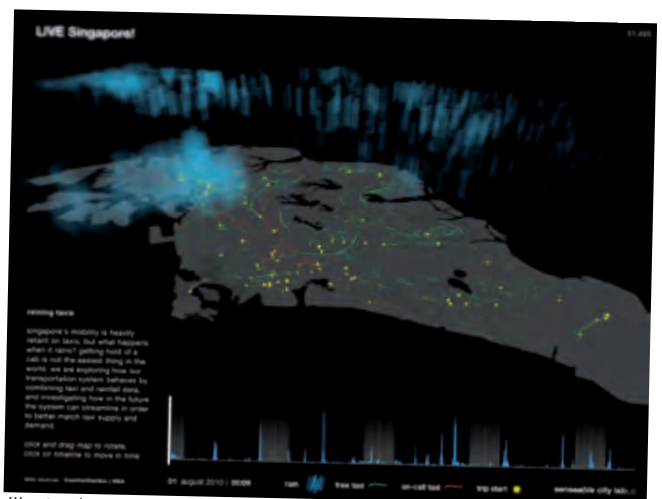 LIVE Singapore!
raining taxis
singapore's mobility is heavily
reliant on taxis, but what happens
when it rains? getting hold of a
cab is not the easiest thing in the
world. we are exploring how our
transportation system behaves by
combining taxi and rainfall data,
and investigating how in the future
the system can streamline in order
to better match taxi supply and
demand.
click and drag map to rotate,
click on timeline to move in time
01 august 2010 | 00:09
rain
free taxi
on-call taxi
trip start
senseable city lab